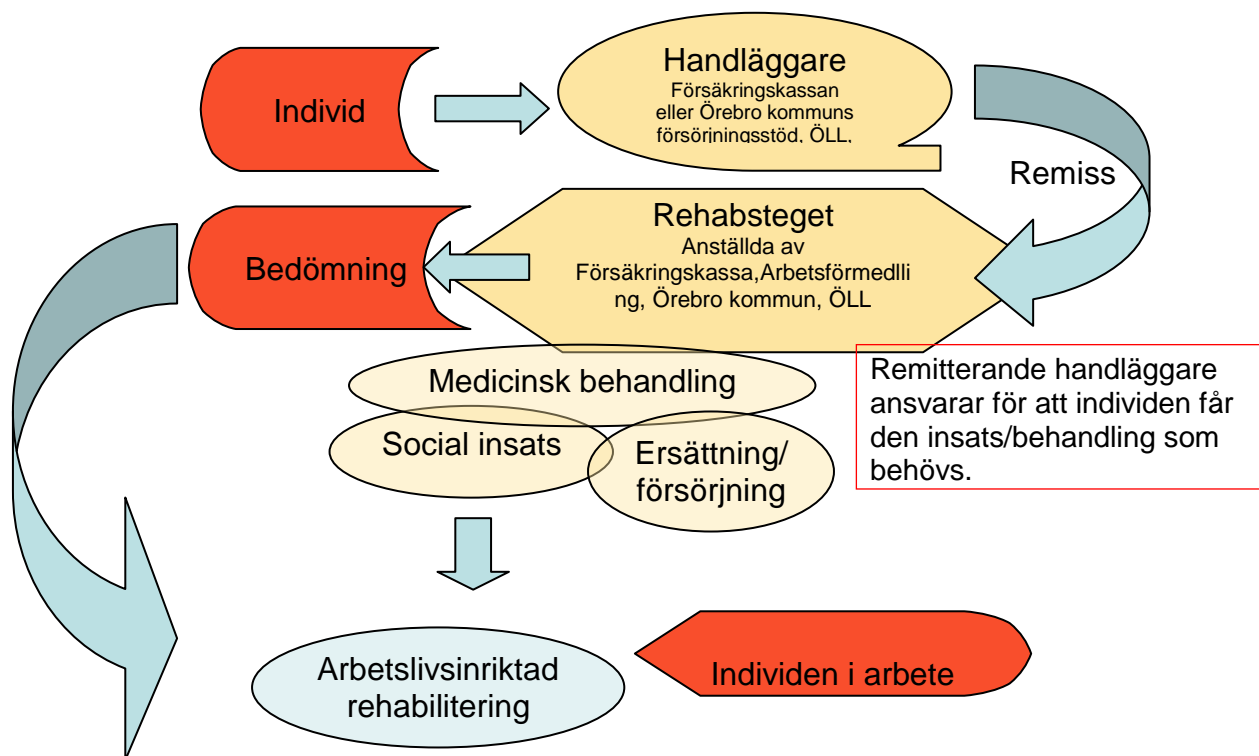 Individ
Handläggare
Försäkringskassan
eller Örebro kommuns
försörjningsstöd, ÖLL,
Remiss
Rehabsteget
Anställda av
Försäkringskassa,Arbetsförmedlli
ng, Örebro kommun, ÖLL
Bedömning
Medicinsk behandling
Social insats
Ersättning/
försörjning
Remitterande handläggare
ansvarar för att individen får
den insats/behandling som
behövs.
Arbetslivsinriktad
rehabilitering
Individen i arbete